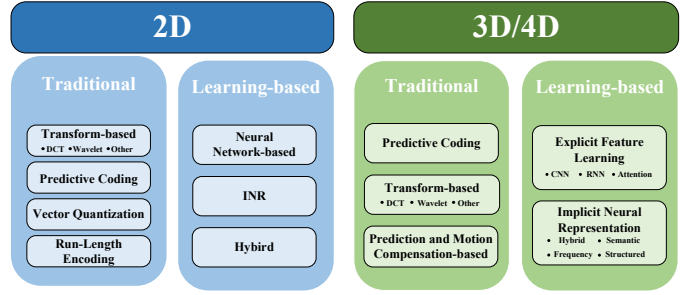 2D
Traditional
Transform-based
• DCT • Wavelet • Other
Predictive Coding
Vector Quantization
Run-Length
Encoding
Learning-based
Neural
Network-based
INR
Hybird
3D/4D
Traditional
Predictive Coding
Transform-based
• DCT • Wavelet • Other
Prediction and Motion
Compensation-based
Learning-based
Explicit Feature
Learning
• CNN • RNN • Attention
Implicit Neural
Representation
• Hybrid • Semantic
• Frequency • Structured